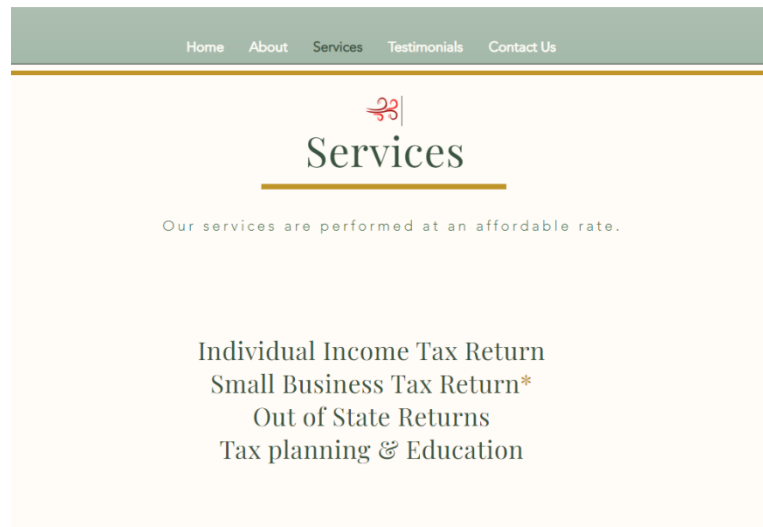 Home About Services Testimonials Contact Us
Services
Our services are performed at an affordable rate.
Individual Income Tax Return
Small Business Tax Return*
Out of State Returns
Tax planning & Education